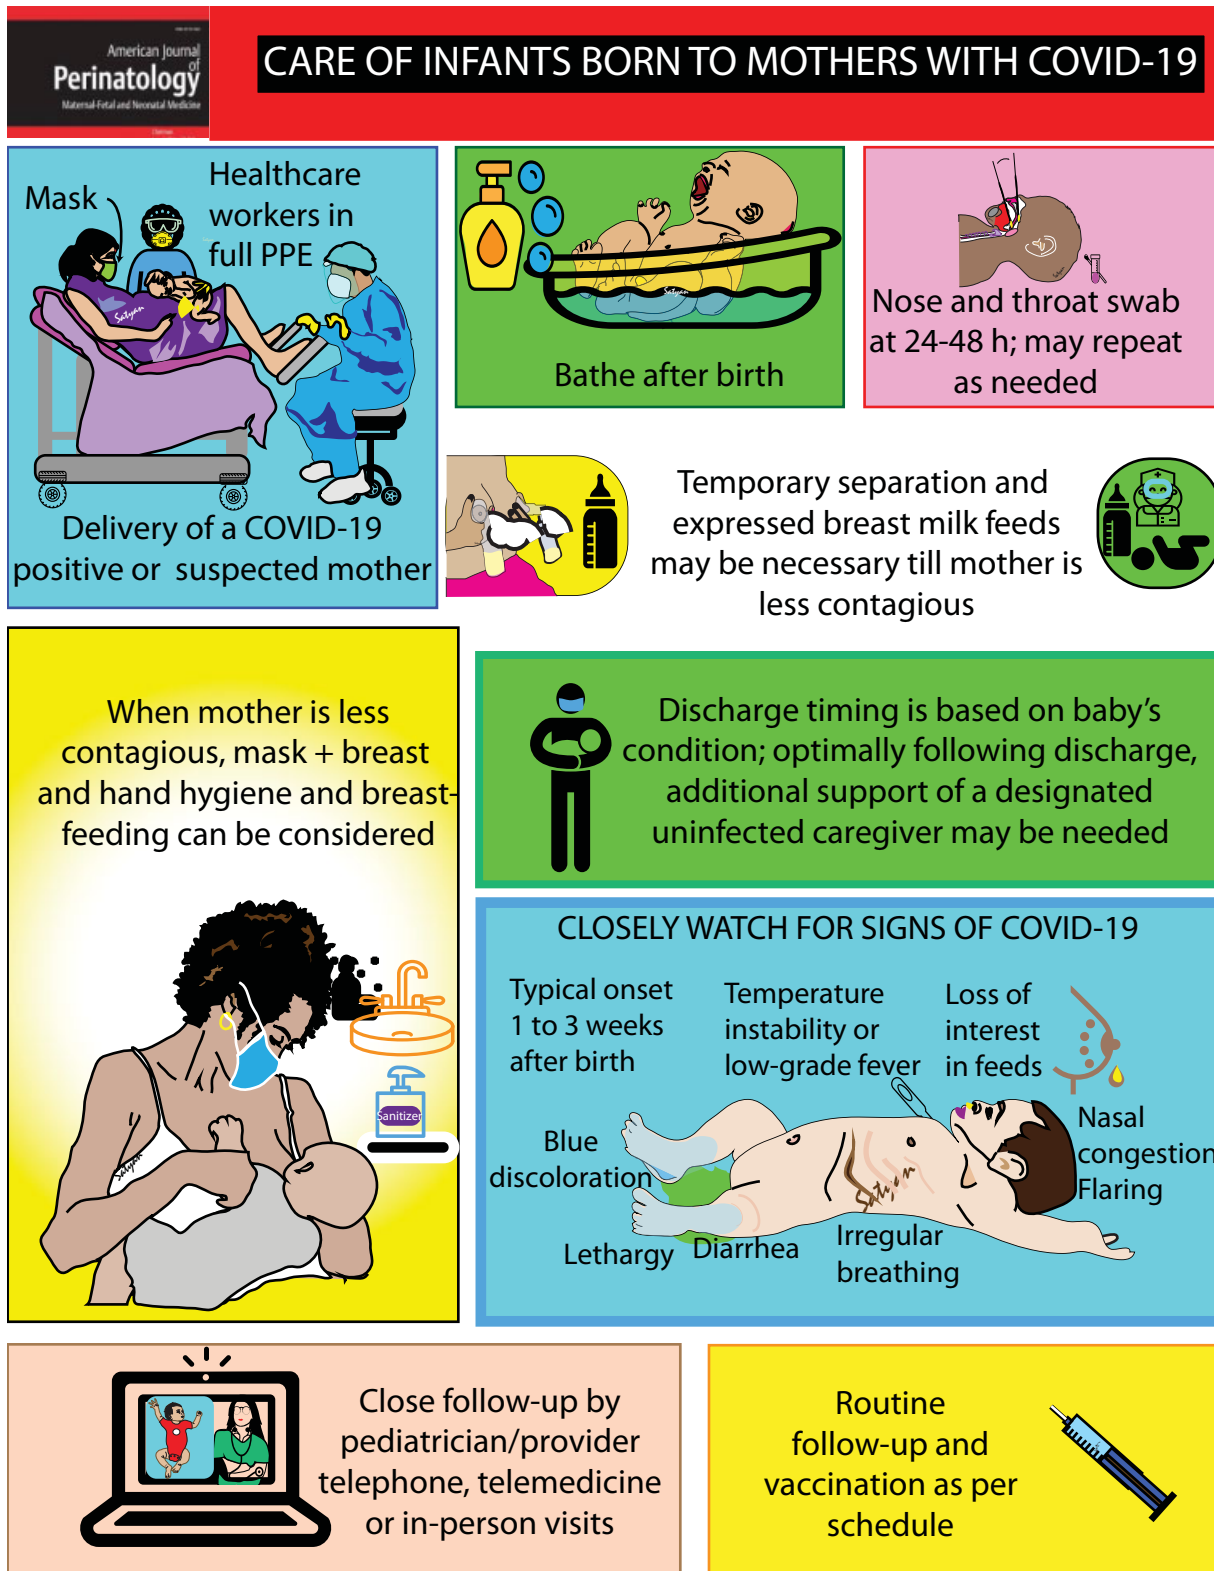 American Journal
of
Perinatology
Maternal-Fetal and Neonatal Medicine
CARE OF INFANTS BORN TO MOTHERS WITH COVID-19
Mask
Healthcare
workers in
full PPE
Satyan
Delivery of a COVID-19
positive or suspected mother
Satyan
Bathe after birth
Satyan
Nose and throat swab
at 24-48 h; may repeat
as needed
Temporary separation and
expressed breast milk feeds
may be necessary till mother is
less contagious
When mother is less
contagious, mask + breast
and hand hygiene and breast-
feeding can be considered
Sanitizer
Satyan
Discharge timing is based on baby's
condition; optimally following discharge,
additional support of a designated
uninfected caregiver may be needed
CLOSELY WATCH FOR SIGNS OF COVID-19
Typical onset
1 to 3 weeks
after birth
Temperature
instability or
low-grade fever
Loss of
interest
in feeds
Blue
discoloration
Nasal
congestion
Flaring
Satyan
Lethargy
Diarrhea
Irregular
breathing
Close follow-up by
pediatrician/provider
telephone, telemedicine
or in-person visits
Routine
follow-up and
vaccination as per
schedule